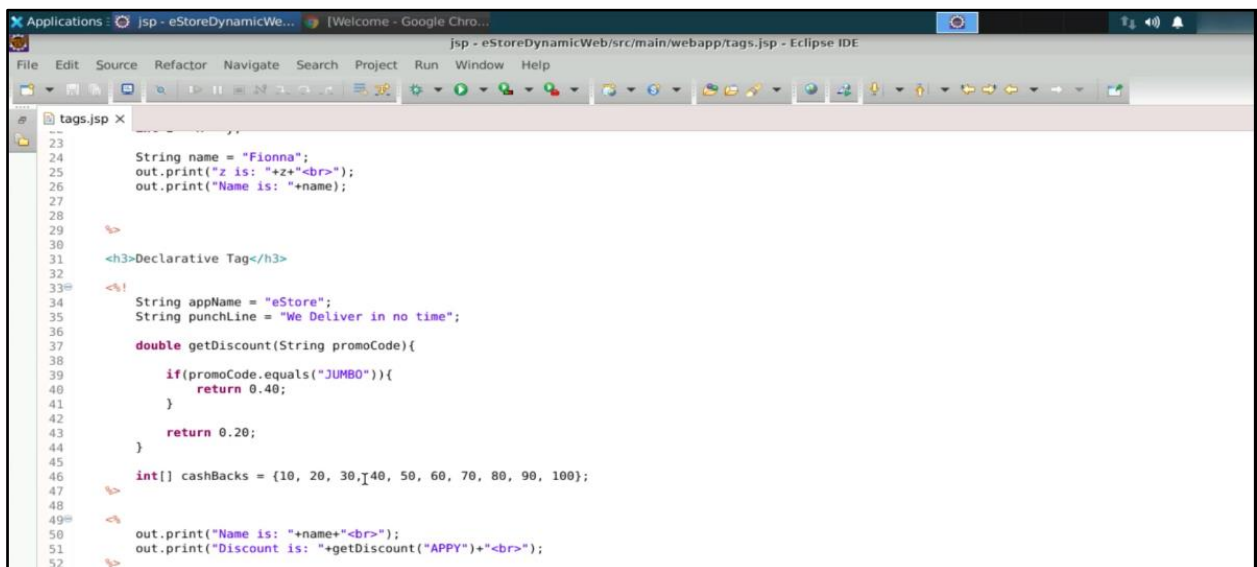 Applications : jsp - eStoreDynamicWe... [Welcome - Google Chro...
jsp - eStoreDynamicWeb/src/main/webapp/tags.jsp - Eclipse IDE
File Edit Source Refactor Navigate Search Project Run Window Help
tags.jsp
23
24 String name = "Fionna";
25 out.print("z is: "+z+"<br>");
26 out.print("Name is: "+name);
27
28
29 %>
30
31 <h3>Declarative Tag</h3>
32
33 <%!
34 String appName = "eStore";
35 String punchLine = "We Deliver in no time";
36
37 double getDiscount(String promoCode){
38
39 if(promoCode.equals("JUMBO")){
40 return 0.40;
41 }
42
43 return 0.20;
44 }
45
46 int[] cashBacks = {10, 20, 30, 40, 50, 60, 70, 80, 90, 100};
47 %>
48
49 <%
50 out.print("Name is: "+name+"<br>");
51 out.print("Discount is: "+getDiscount("APPY")+"<br>");
52 %>